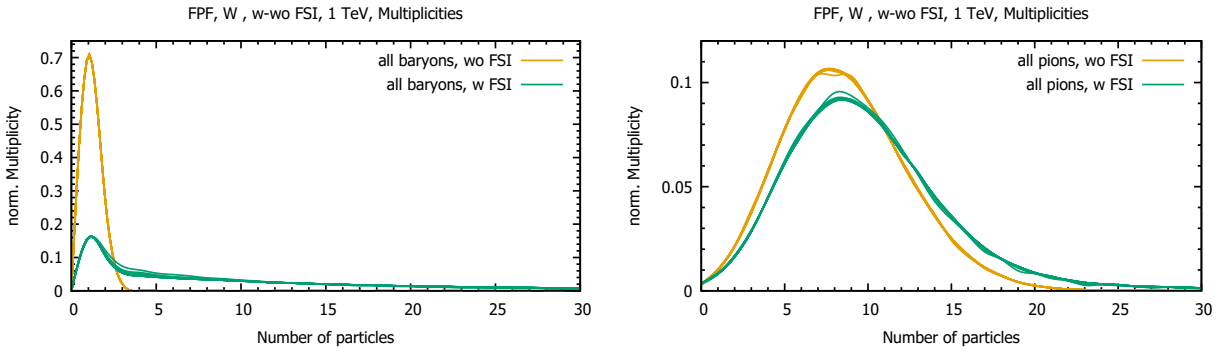 FPF, W , w-wo FSI, 1 TeV, Multiplicities
0.7
0.6
0.5
0.4
0.3
0.2
0.1
0
norm. Multiplicity
all baryons, wo FSI
all baryons, w FSI
0 5 10 15 20 25 30
Number of particles
FPF, W , w-wo FSI, 1 TeV, Multiplicities
0.1
0.05
0
norm. Multiplicity
all pions, wo FSI
all pions, w FSI
0 5 10 15 20 25 30
Number of particles